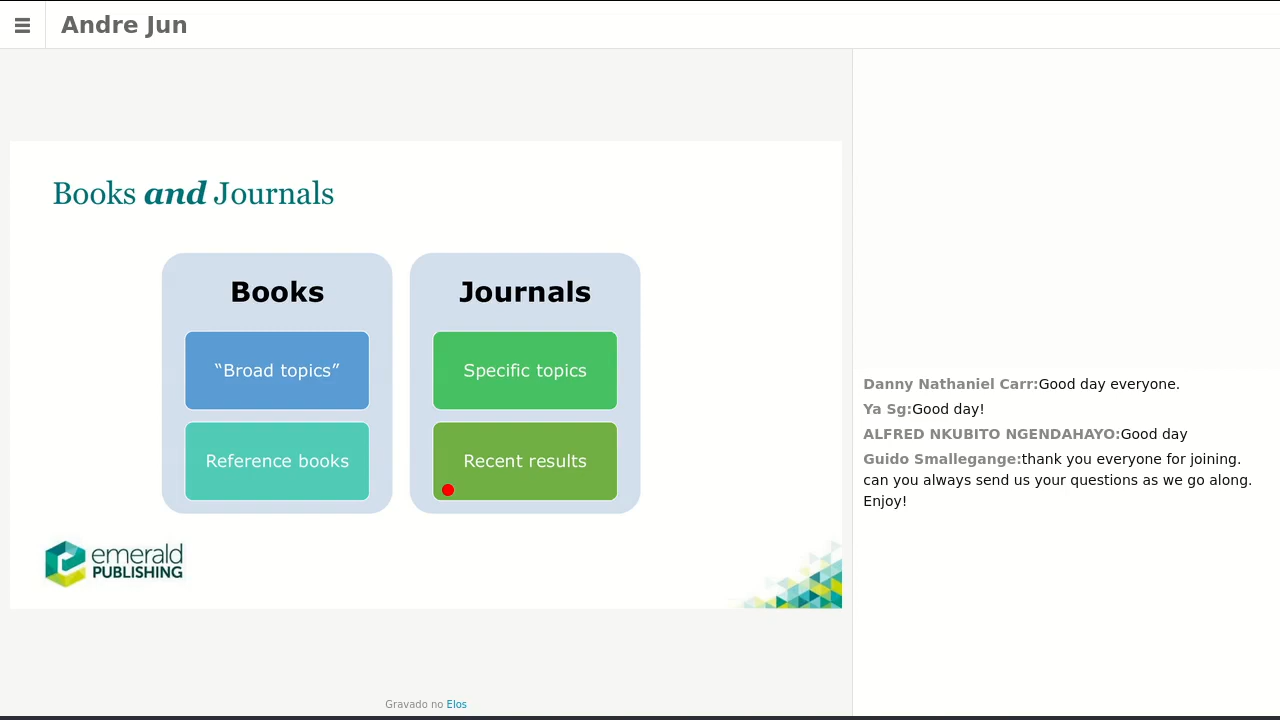 Andre Jun
Books and Journals
Books
Journals
“Broad topics”
Specific topics
Reference books
Recent results
emerald
PUBLISHING
Danny Nathaniel Carr:Good day everyone.
Ya Sg:Good day!
ALFRED NKUBITO NGENDAHAYO:Good day
Guido Smallegange:thank you everyone for joining.
can you always send us your questions as we go along.
Enjoy!
Gravado no Elos